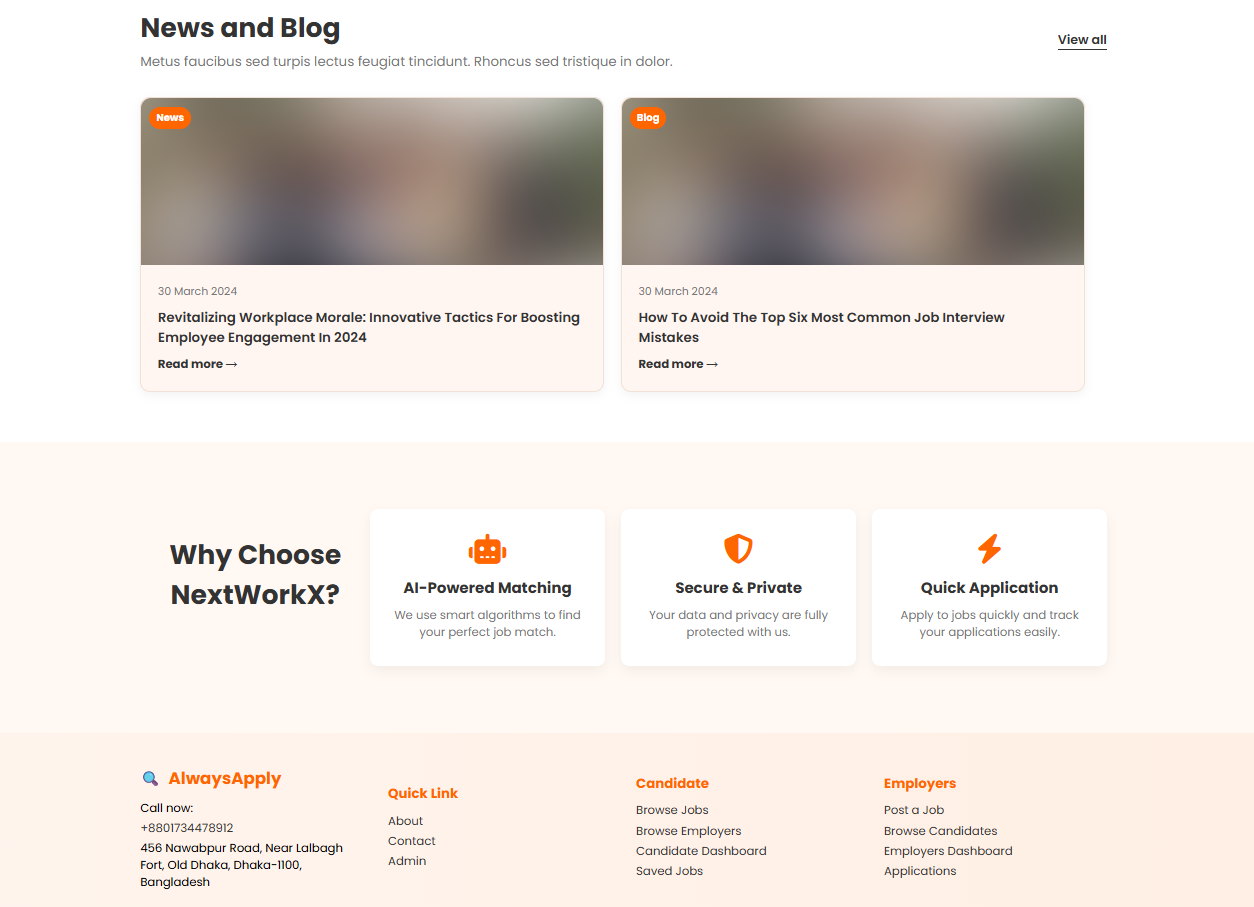 News and Blog
View all
Metus faucibus sed turpis lectus feugiat tincidunt. Rhoncus sed tristique in dolor.
News
Blog
30 March 2024
Revitalizing Workplace Morale: Innovative Tactics For Boosting
Employee Engagement In 2024
Read more →
30 March 2024
How To Avoid The Top Six Most Common Job Interview
Mistakes
Read more →
Why Choose
NextWorkX?
AI-Powered Matching
We use smart algorithms to find
your perfect job match.
Secure & Private
Your data and privacy are fully
protected with us.
Quick Application
Apply to jobs quickly and track
your applications easily.
AlwaysApply
Call now:
+8801734478912
456 Nawabpur Road, Near Lalbagh
Fort, Old Dhaka, Dhaka-1100,
Bangladesh
Quick Link
About
Contact
Admin
Candidate
Browse Jobs
Browse Employers
Candidate Dashboard
Saved Jobs
Employers
Post a Job
Browse Candidates
Employers Dashboard
Applications